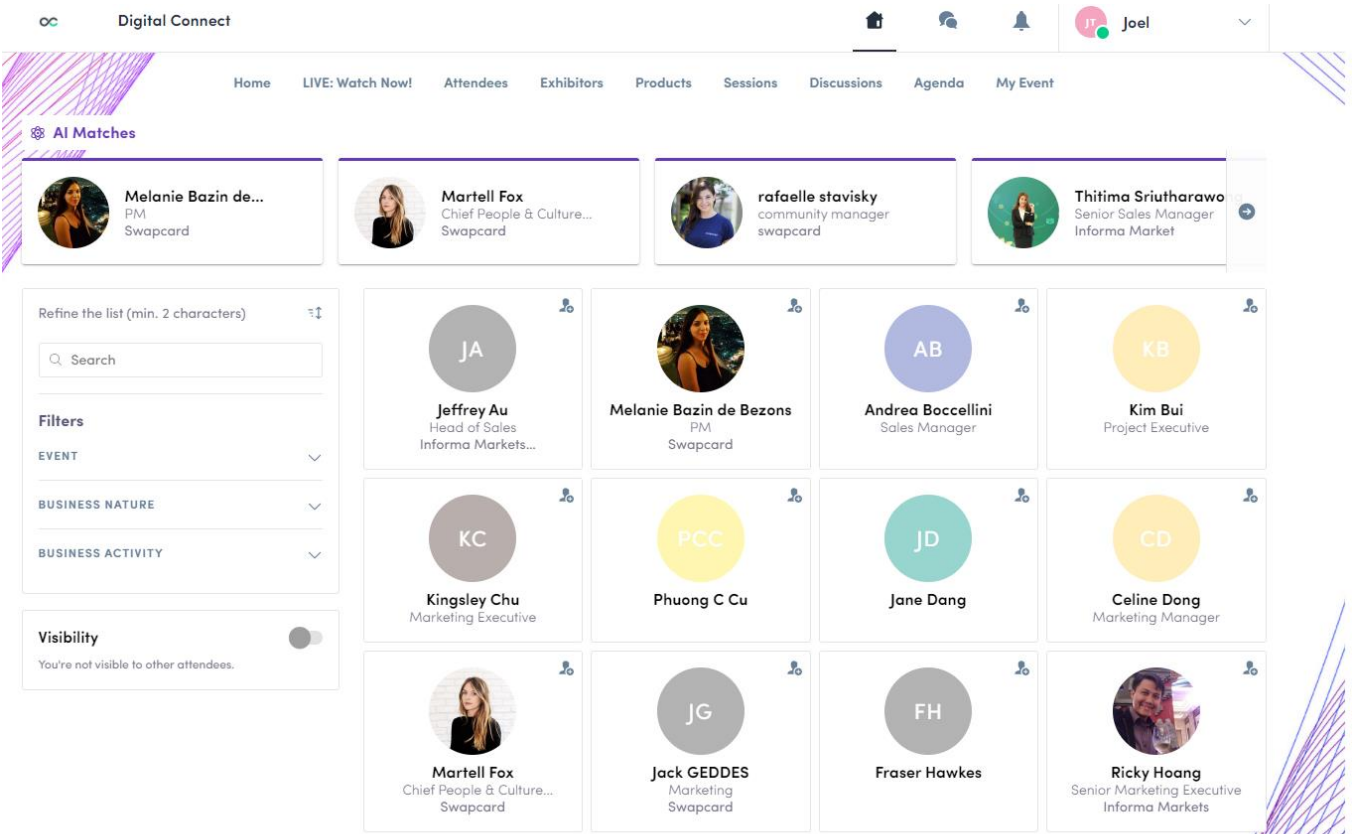 Digital Connect
JT
Joel
Home LIVE: Watch Now! Attendees Exhibitors Products Sessions Discussions Agenda My Event
AI Matches
Melanie Bazin de...
PM
Swapcard
Martell Fox
Chief People & Culture...
Swapcard
rafaelle stavisky
community manager
swapcard
Thitima Sriutharawo
Senior Sales Manager
Informa Market
Refine the list (min. 2 characters)
Search
Filters
EVENT
BUSINESS NATURE
BUSINESS ACTIVITY
Visibility
You're not visible to other attendees.
JA
Jeffrey Au
Head of Sales
Informa Markets...
Melanie Bazin de Bezons
PM
Swapcard
AB
Andrea Boccellini
Sales Manager
KB
Kim Bui
Project Executive
KC
Kingsley Chu
Marketing Executive
PCC
Phuong C Cu
JD
Jane Dang
CD
Celine Dong
Marketing Manager
Martell Fox
Chief People & Culture...
Swapcard
JG
Jack GEDDES
Marketing
Swapcard
FH
Fraser Hawkes
Ricky Hoang
Senior Marketing Executive
Informa Markets